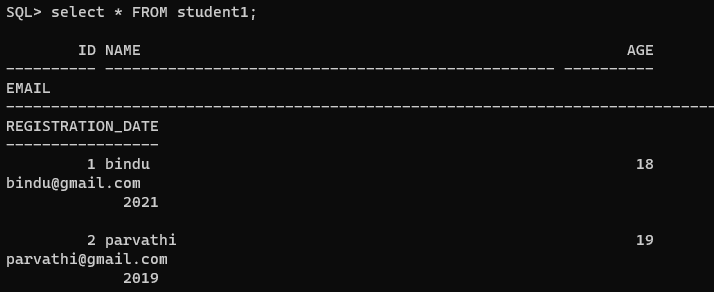 SQL> select * FROM student1;
ID NAME AGE
---------- -------------------------------------------------- ----------
EMAIL
--------------------------------------------------------------------------------
REGISTRATION_DATE
-----------------
1 bindu 18
bindu@gmail.com
2021
2 parvathi 19
parvathi@gmail.com
2019